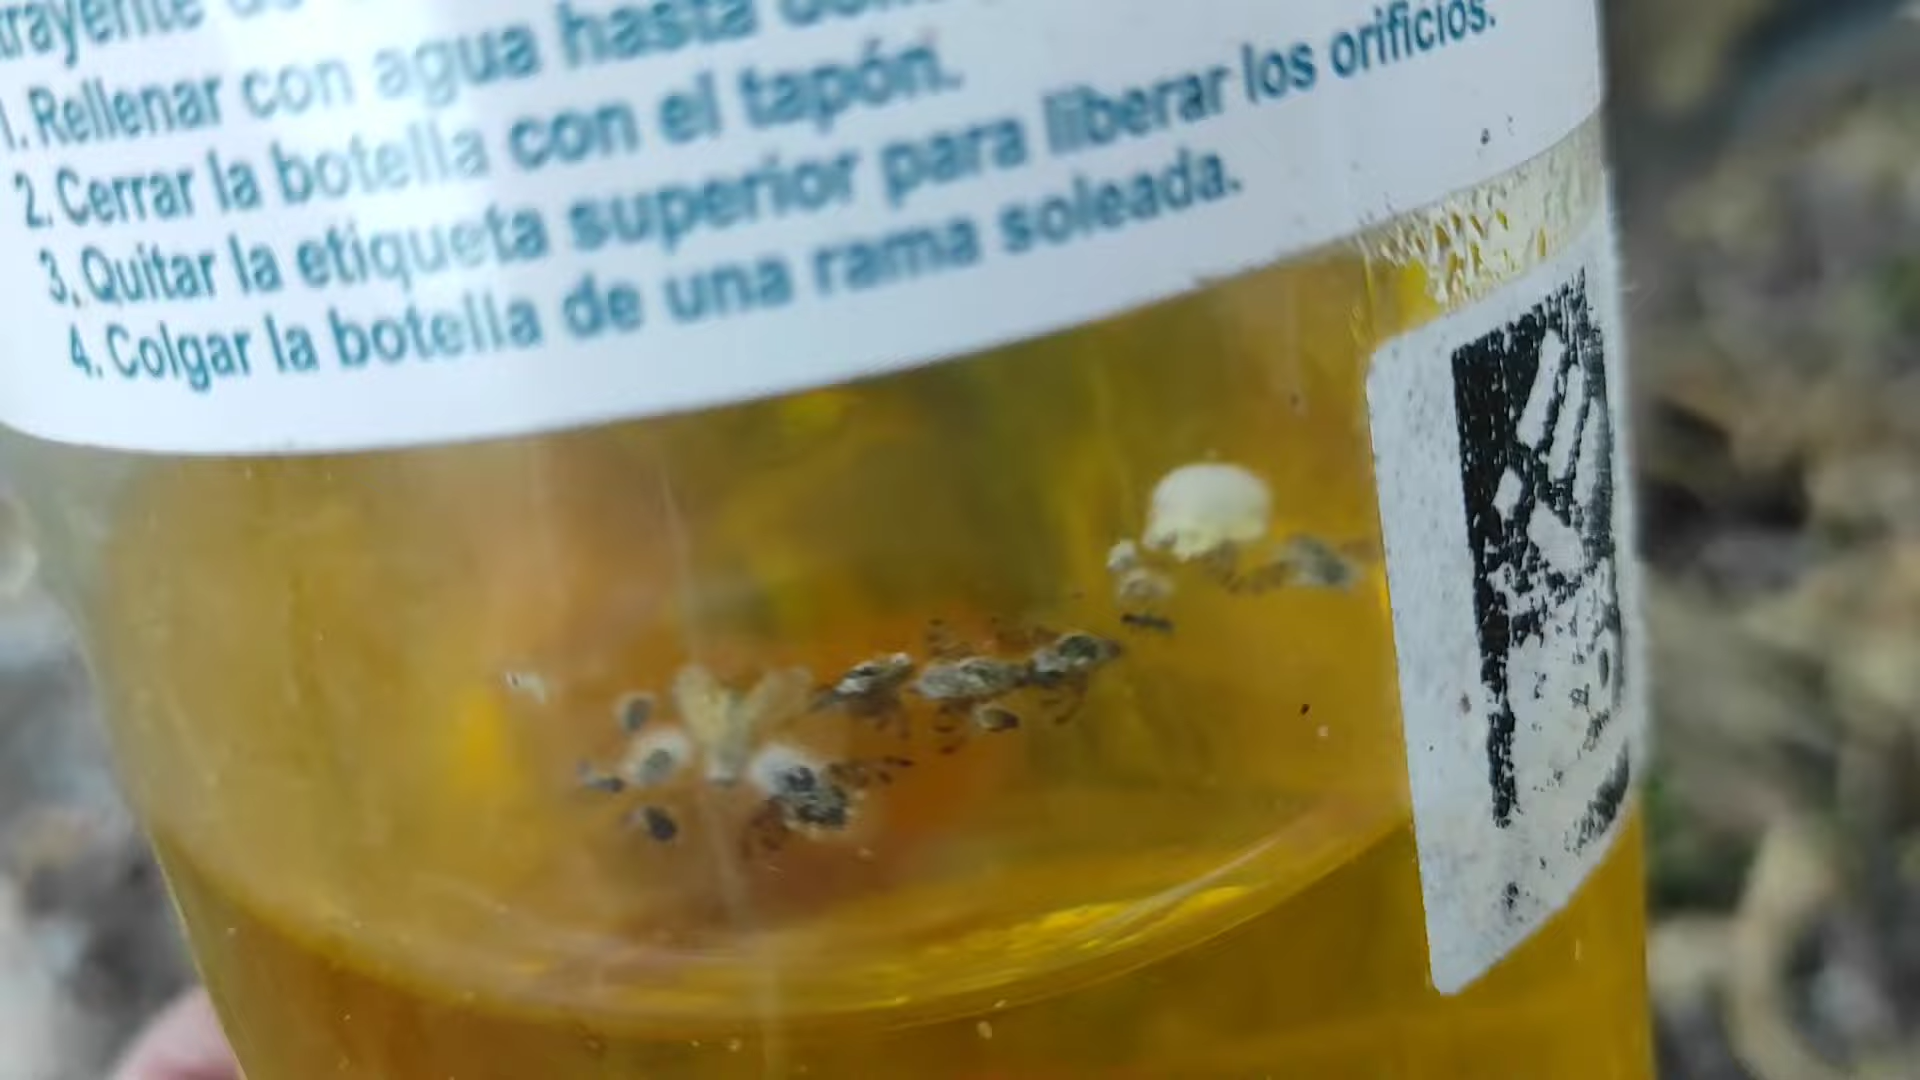 1. Rellenar con agua hasta
2. Cerrar la botella con el tapón.
3. Quitar la etiqueta superior para liberar los orificios.
4. Colgar la botella de una rama soleada.